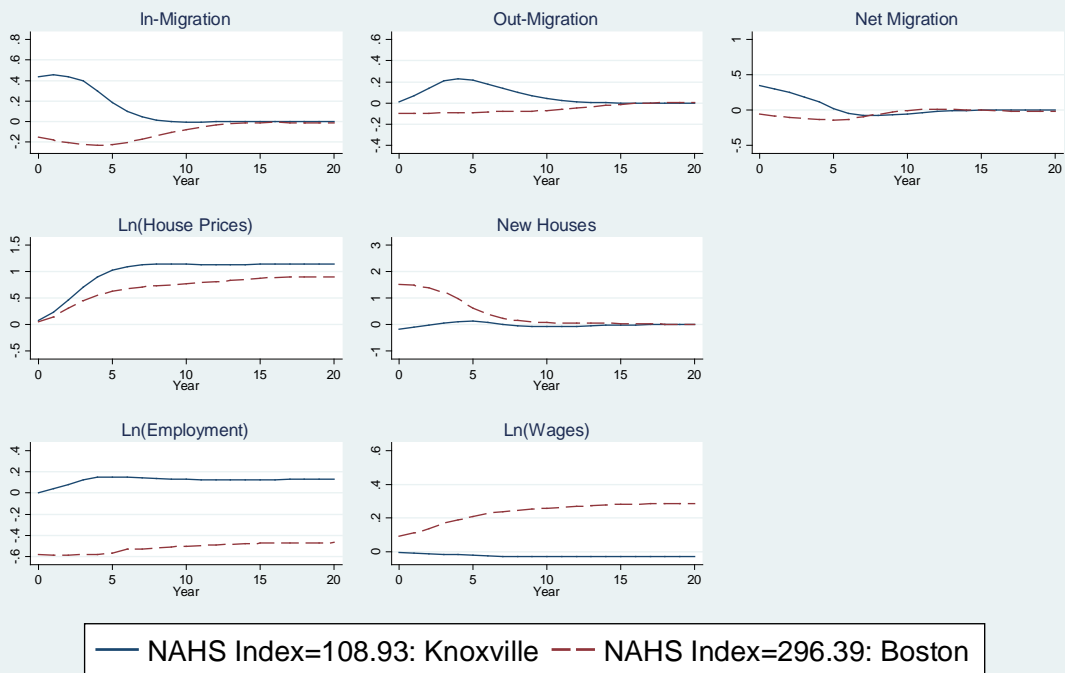 In-Migration
.8
.6
.4
.2
0
-.2
0 5 10 15 20
Year
Out-Migration
.6
.4
.2
0
-.2
-.4
0 5 10 15 20
Year
Net Migration
1
.5
0
-.5
0 5 10 15 20
Year
Ln(House Prices)
1.5
1
.5
0
-.5
0 5 10 15 20
Year
New Houses
3
2
1
0
-1
0 5 10 15 20
Year
Ln(Employment)
.4
.2
0
-.2
-.4
-.6
0 5 10 15 20
Year
Ln(Wages)
.6
.4
.2
0
0 5 10 15 20
Year
NAHS Index=108.93: Knoxville
NAHS Index=296.39: Boston